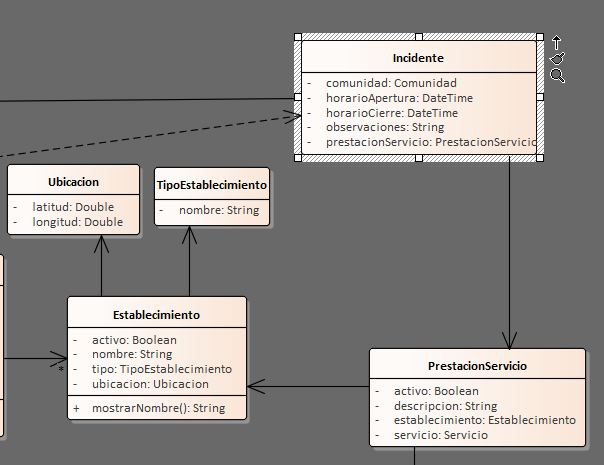 Incidente
- comunidad: Comunidad
- horarioApertura: DateTime
- horarioCierre: DateTime
- observaciones: String
- prestacionServicio: PrestacionServicio
Ubicacion
- latitud: Double
- longitud: Double
TipoEstablecimiento
- nombre: String
Establecimiento
- activo: Boolean
- nombre: String
- tipo: TipoEstablecimiento
- ubicacion: Ubicacion
+ mostrarNombre(): String
*
PrestacionServicio
- activo: Boolean
- descripcion: String
- establecimiento: Establecimiento
- servicio: Servicio